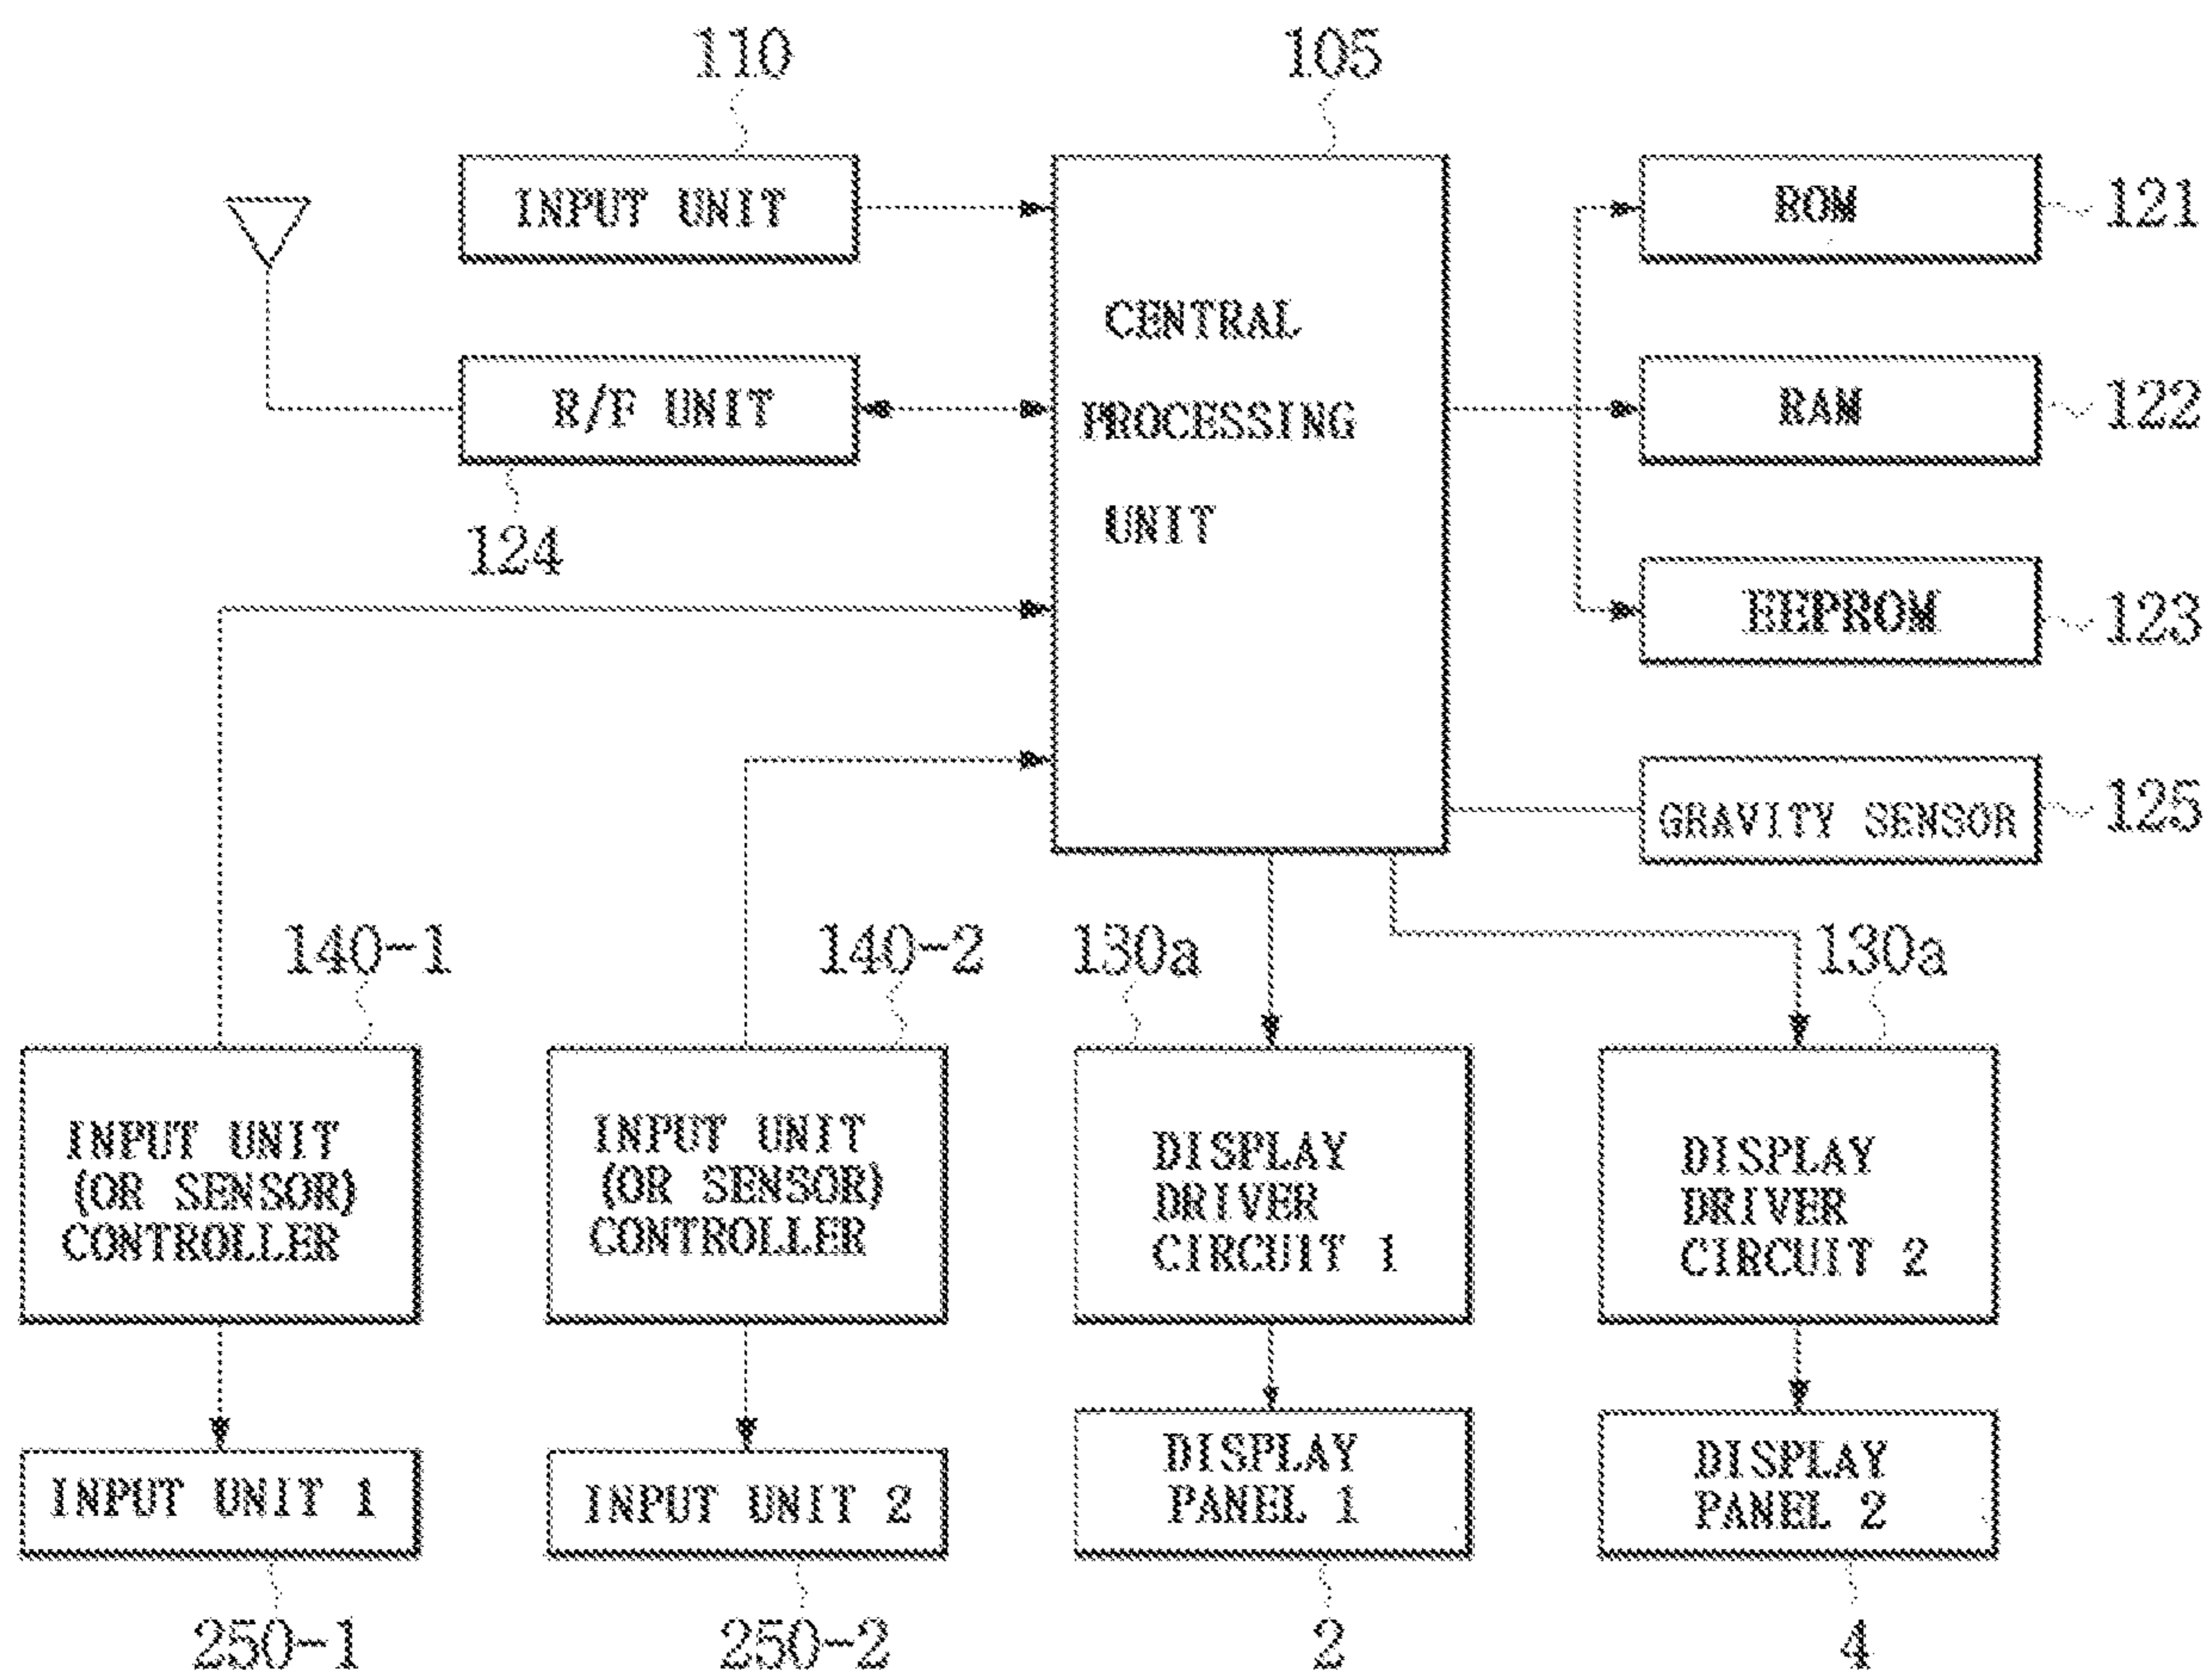 110
105
INPUT UNIT
ROM
121
CENTRAL
PROCESSING
UNIT
R/F UNIT
124
RAM
122
EEPROM
123
GRAVITY SENSOR
125
140-1
140-2
130a
130a
INPUT UNIT
(OR SENSOR)
CONTROLLER
INPUT UNIT
(OR SENSOR)
CONTROLLER
DISPLAY
DRIVER
CIRCUIT 1
DISPLAY
DRIVER
CIRCUIT 2
INPUT UNIT 1
INPUT UNIT 2
DISPLAY
PANEL 1
DISPLAY
PANEL 2
250-1
250-2
2
4